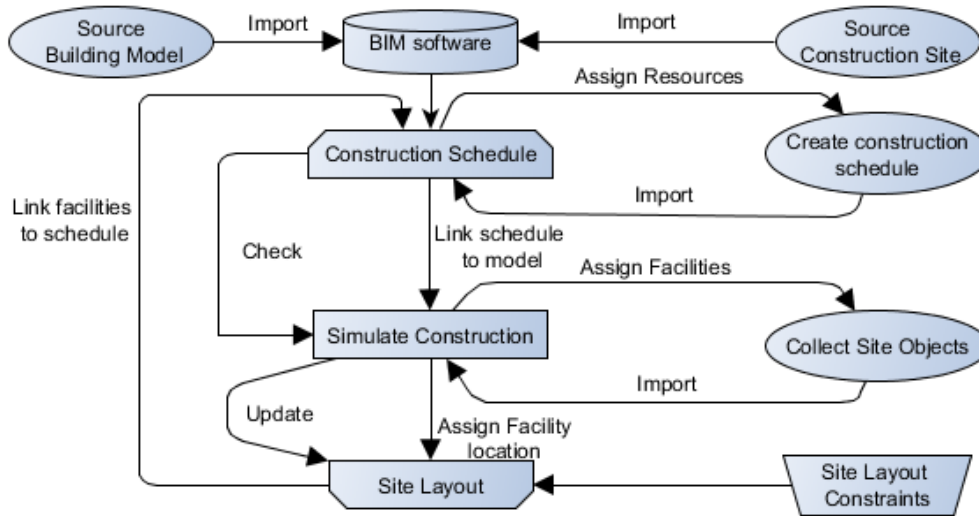 Source
Building Model
Import
BIM software
Import
Source
Construction Site
Assign Resources
Construction Schedule
Create construction
schedule
Import
Link facilities
to schedule
Check
Link schedule
to model
Assign Facilities
Simulate Construction
Collect Site Objects
Import
Update
Assign Facility
location
Site Layout
Site Layout
Constraints